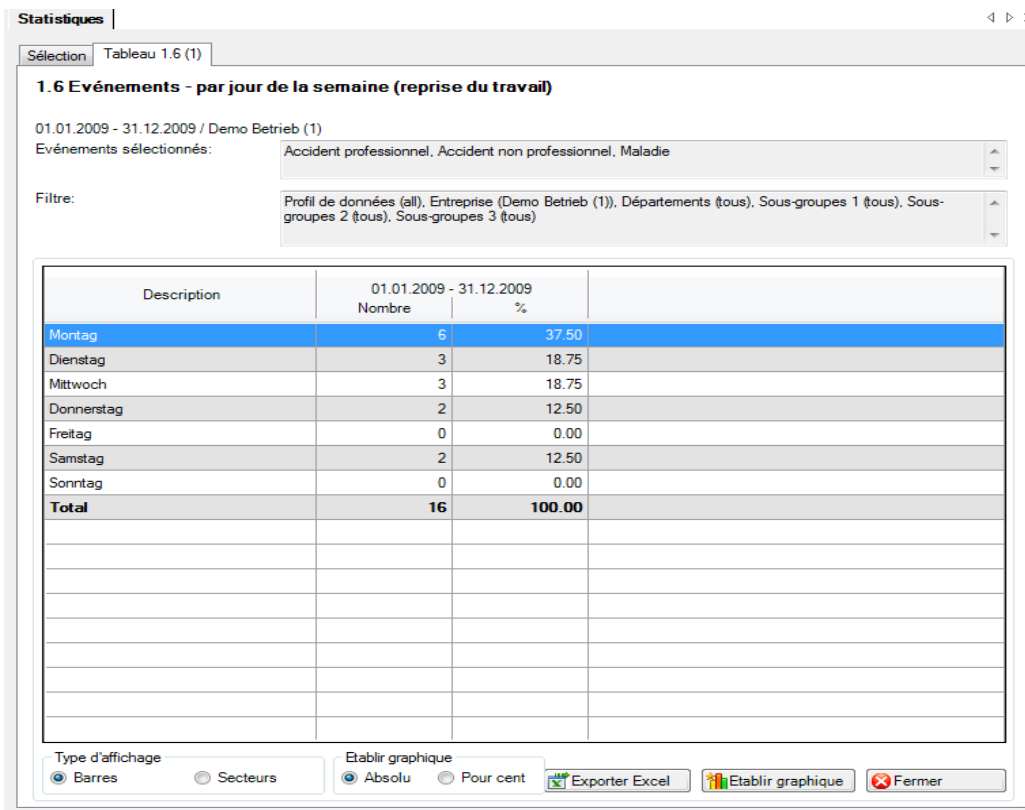 Statistiques
Sélection Tableau 1.6 (1)
1.6 Evénements - par jour de la semaine (reprise du travail)
01.01.2009 - 31.12.2009 / Demo Betrieb (1)
Evénements sélectionnés: Accident professionnel, Accident non professionnel, Maladie
Filtre: Profil de données (all), Entreprise (Demo Betrieb (1)), Départements (tous), Sous-groupes 1 (tous), Sous-
groupes 2 (tous), Sous-groupes 3 (tous)
Description 01.01.2009 - 31.12.2009
Nombre %
Montag 6 37.50
Dienstag 3 18.75
Mittwoch 3 18.75
Donnerstag 2 12.50
Freitag 0 0.00
Samstag 2 12.50
Sonntag 0 0.00
Total 16 100.00
Type d'affichage Etablir graphique
Barres Secteurs Absolu Pour cent Exporter Excel Etablir graphique Fermer